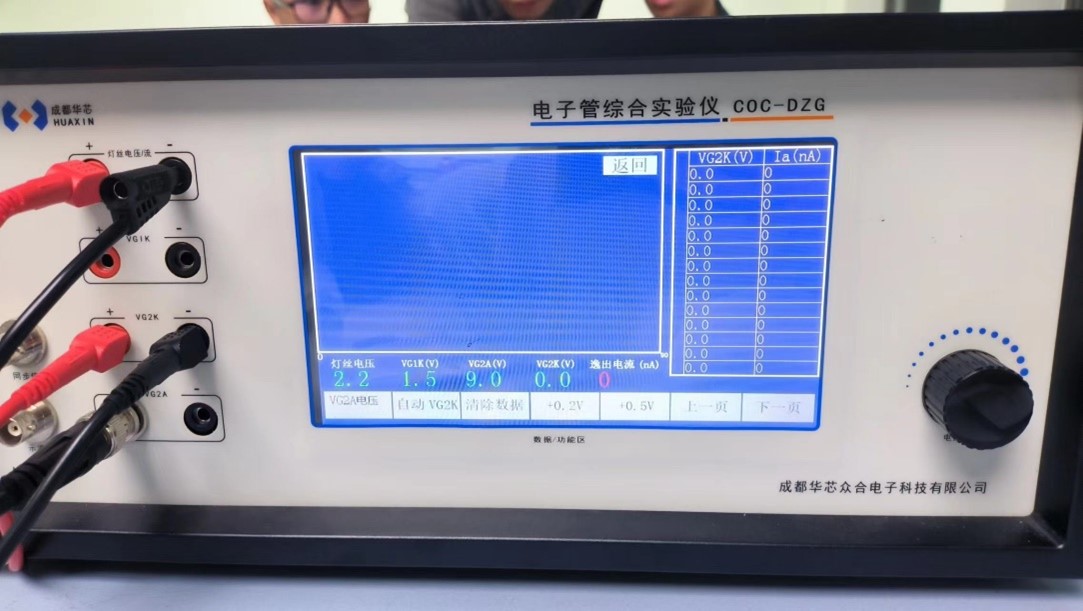 成都华芯
HUAXIN
电子管综合实验仪 COC-DZG
+ 灯丝电压/流 -
+ VG1K -
+ VG2K -
VG2A -
返回
VG2K(V) Ia(nA)
0.0 0
0.0 0
0.0 0
0.0 0
0.0 0
0.0 0
0.0 0
0.0 0
0.0 0
0.0 0
0.0 0
0.0 0
0.0 0
0.0 0
0 80
灯丝电压 VG1K(V) VG2A(V) VG2K(V) 逸出电流(nA)
2.2 1.5 9.0 0.0 0
VG2A电压 自动 VG2K 清除数据 +0.2V +0.5V 上一页 下一页
数据/功能区
成都华芯众合电子科技有限公司